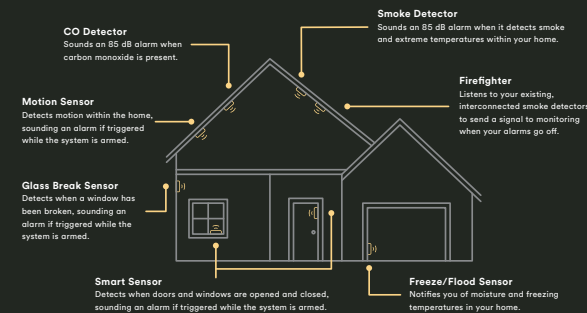 Smoke Detector
Sounds an 85 dB alarm when it detects smoke
and extreme temperatures within your home.
CO Detector
Sounds an 85 dB alarm when
carbon monoxide is present.
Firefighter
Listens to your existing,
interconnected smoke detectors
to send a signal to monitoring
when your alarms go off.
Motion Sensor
Detects motion within the home,
sounding an alarm if triggered
while the system is armed.
Glass Break Sensor
Detects when a window has
been broken, sounding an
alarm if triggered while the
system is armed.
Smart Sensor
Detects when doors and windows are opened and closed,
sounding an alarm if triggered while the system is armed.
Freeze/Flood Sensor
Notifies you of moisture and freezing
temperatures in your home.